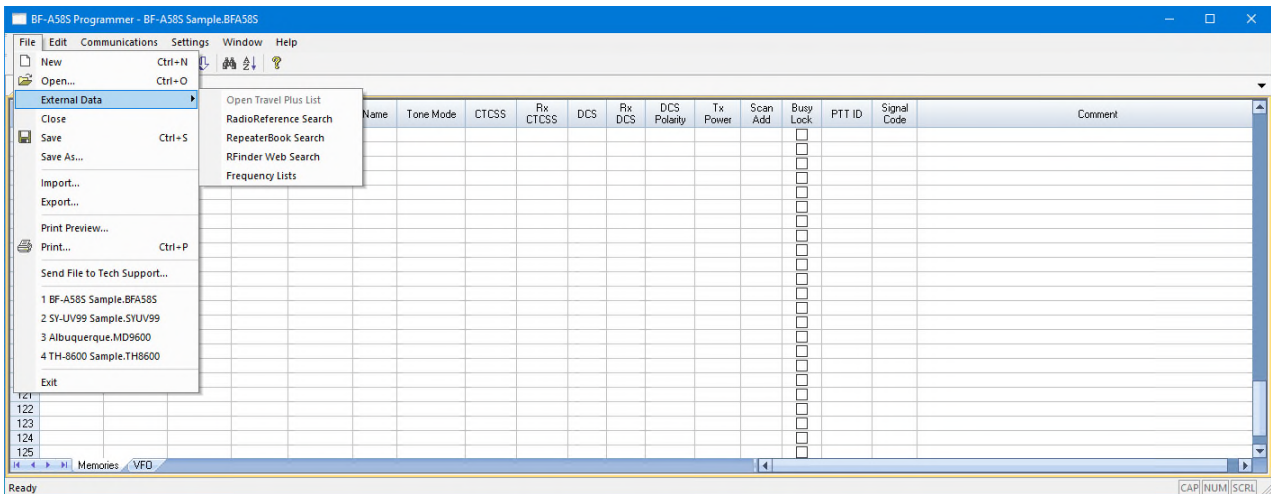 BF-A58S Programmer - BF-A58S Sample.BFA58S
File Edit Communications Settings Window Help
New Ctrl+N
Open... Ctrl+O
External Data
Close
Save Ctrl+S
Save As...
Import...
Export...
Print Preview...
Print... Ctrl+P
Send File to Tech Support...
1 BF-A58S Sample.BFA58S
2 SY-UV99 Sample.SYUV99
3 Albuquerque.MD9600
4 TH-8600 Sample.TH8600
Exit
Open Travel Plus List
RadioReference Search
RepeaterBook Search
RFinder Web Search
Frequency Lists
Name Tone Mode CTCSS Rx CTCSS DCS Rx DCS DCS Polarity Tx Power Scan Add Busy Lock PTT ID Signal Code Comment
121
122
123
124
125
Memories VFO
Ready CAP NUM SCRL